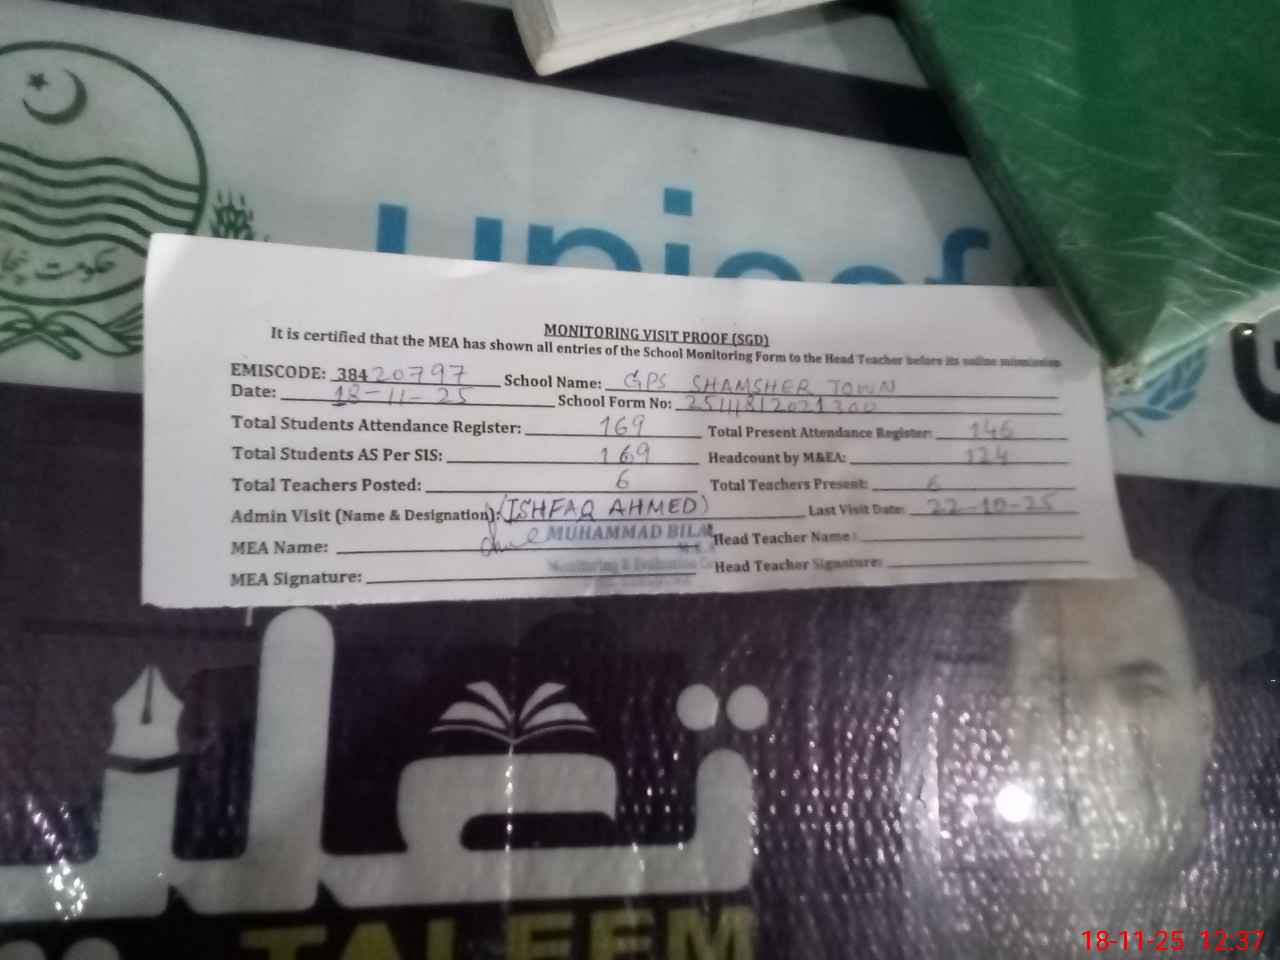 حکومت پنجاب
unicef
MONITORING VISIT PROOF (SGD)
It is certified that the MEA has shown all entries of the School Monitoring Form to the Head Teacher before its online submission
EMISCODE: 38420797 School Name: GPS SHAMSHER TOWN
Date: 18-11-25 School Form No:
Total Students Attendance Register: 169 Total Present Attendance Register: 146
Total Students AS Per SIS: 169 Headcount by M&EA: 124
Total Teachers Posted: 6 Total Teachers Present: 6
Admin Visit (Name & Designation): (ISHFAQ AHMED) Last Visit Date: 22-10-25
MEA Name: MUHAMMAD BILAL Head Teacher Name:
MEA Signature: Monitoring & Evaluation Head Teacher Signature:
TALEEM
18-11-25 12:37